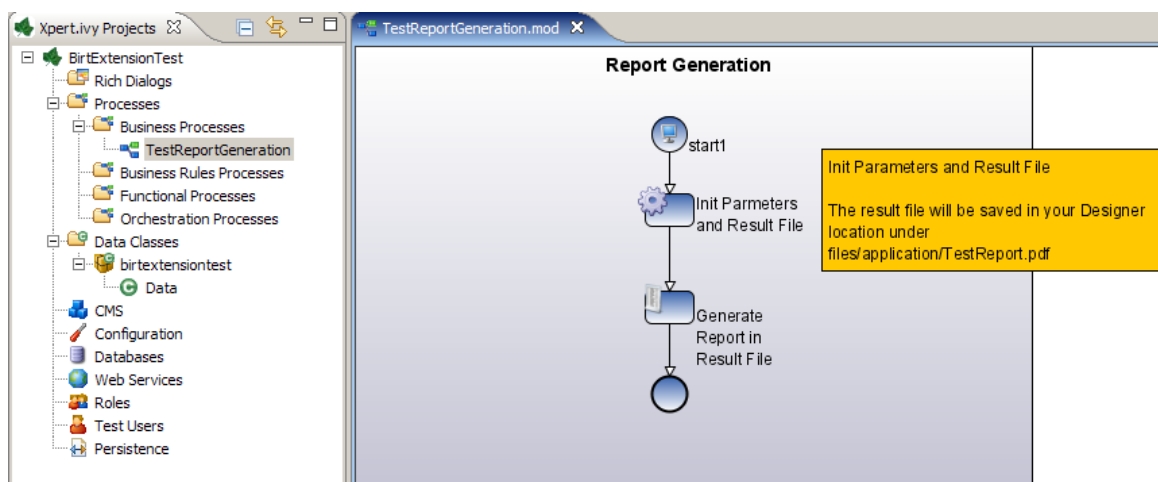 Xpert.ivy Projects
BirtExtensionTest
Rich Dialogs
Processes
Business Processes
TestReportGeneration
Business Rules Processes
Functional Processes
Orchestration Processes
Data Classes
birtextensiontest
Data
CMS
Configuration
Databases
Web Services
Roles
Test Users
Persistence
TestReportGeneration.mod
Report Generation
start1
Init Parmeters
and Result File
Generate
Report in
Result File
Init Parameters and Result File
The result file will be saved in your Designer
location under
files/application/TestReport.pdf